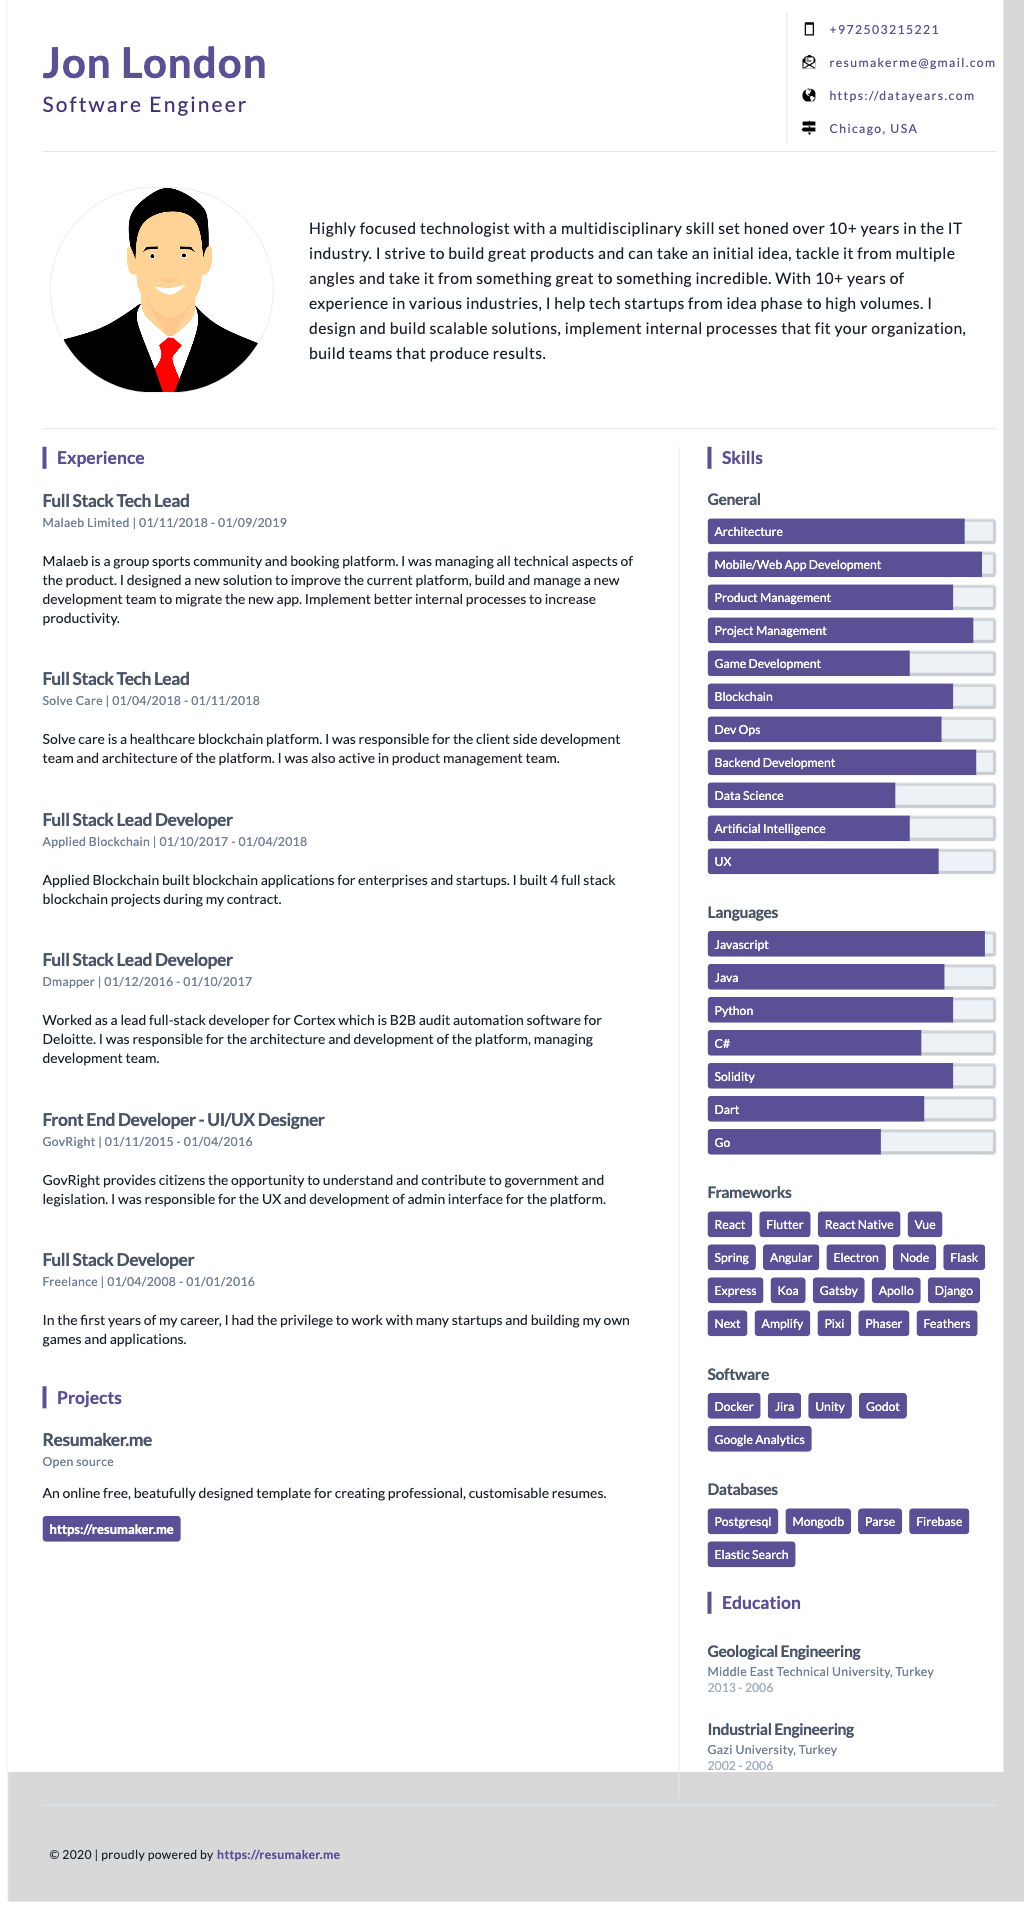 Jon London
Software Engineer
+972503215221
resumakerme@gmail.com
https://datayears.com
Chicago, USA
Highly focused technologist with a multidisciplinary skill set honed over 10+ years in the IT
industry. I strive to build great products and can take an initial idea, tackle it from multiple
angles and take it from something great to something incredible. With 10+ years of
experience in various industries, I help tech startups from idea phase to high volumes. I
design and build scalable solutions, implement internal processes that fit your organization,
build teams that produce results.
Experience
Full Stack Tech Lead
Malaeb Limited | 01/11/2018 - 01/09/2019
Malaeb is a group sports community and booking platform. I was managing all technical aspects of
the product. I designed a new solution to improve the current platform, build and manage a new
development team to migrate the new app. Implement better internal processes to increase
productivity.
Full Stack Tech Lead
Solve Care | 01/04/2018 - 01/11/2018
Solve care is a healthcare blockchain platform. I was responsible for the client side development
team and architecture of the platform. I was also active in product management team.
Full Stack Lead Developer
Applied Blockchain | 01/10/2017 - 01/04/2018
Applied Blockchain built blockchain applications for enterprises and startups. I built 4 full stack
blockchain projects during my contract.
Full Stack Lead Developer
Dmapper | 01/12/2016 - 01/10/2017
Worked as a lead full-stack developer for Cortex which is B2B audit automation software for
Deloitte. I was responsible for the architecture and development of the platform, managing
development team.
Front End Developer - UI/UX Designer
GovRight | 01/11/2015 - 01/04/2016
GovRight provides citizens the opportunity to understand and contribute to government and
legislation. I was responsible for the UX and development of admin interface for the platform.
Full Stack Developer
Freelance | 01/04/2008 - 01/01/2016
In the first years of my career, I had the privilege to work with many startups and building my own
games and applications.
Projects
Resumaker.me
Open source
An online free, beatufully designed template for creating professional, customisable resumes.
https://resumaker.me
Skills
General
Architecture
Mobile/Web App Development
Product Management
Project Management
Game Development
Blockchain
Dev Ops
Backend Development
Data Science
Artificial Intelligence
UX
Languages
Javascript
Java
Python
C#
Solidity
Dart
Go
Frameworks
React Flutter React Native Vue
Spring Angular Electron Node Flask
Express Koa Gatsby Apollo Django
Next Amplify Pixi Phaser Feathers
Software
Docker Jira Unity Godot
Google Analytics
Databases
Postgresql Mongodb Parse Firebase
Elastic Search
Education
Geological Engineering
Middle East Technical University, Turkey
2013 - 2006
Industrial Engineering
Gazi University, Turkey
2002 - 2006
© 2020 | proudly powered by https://resumaker.me